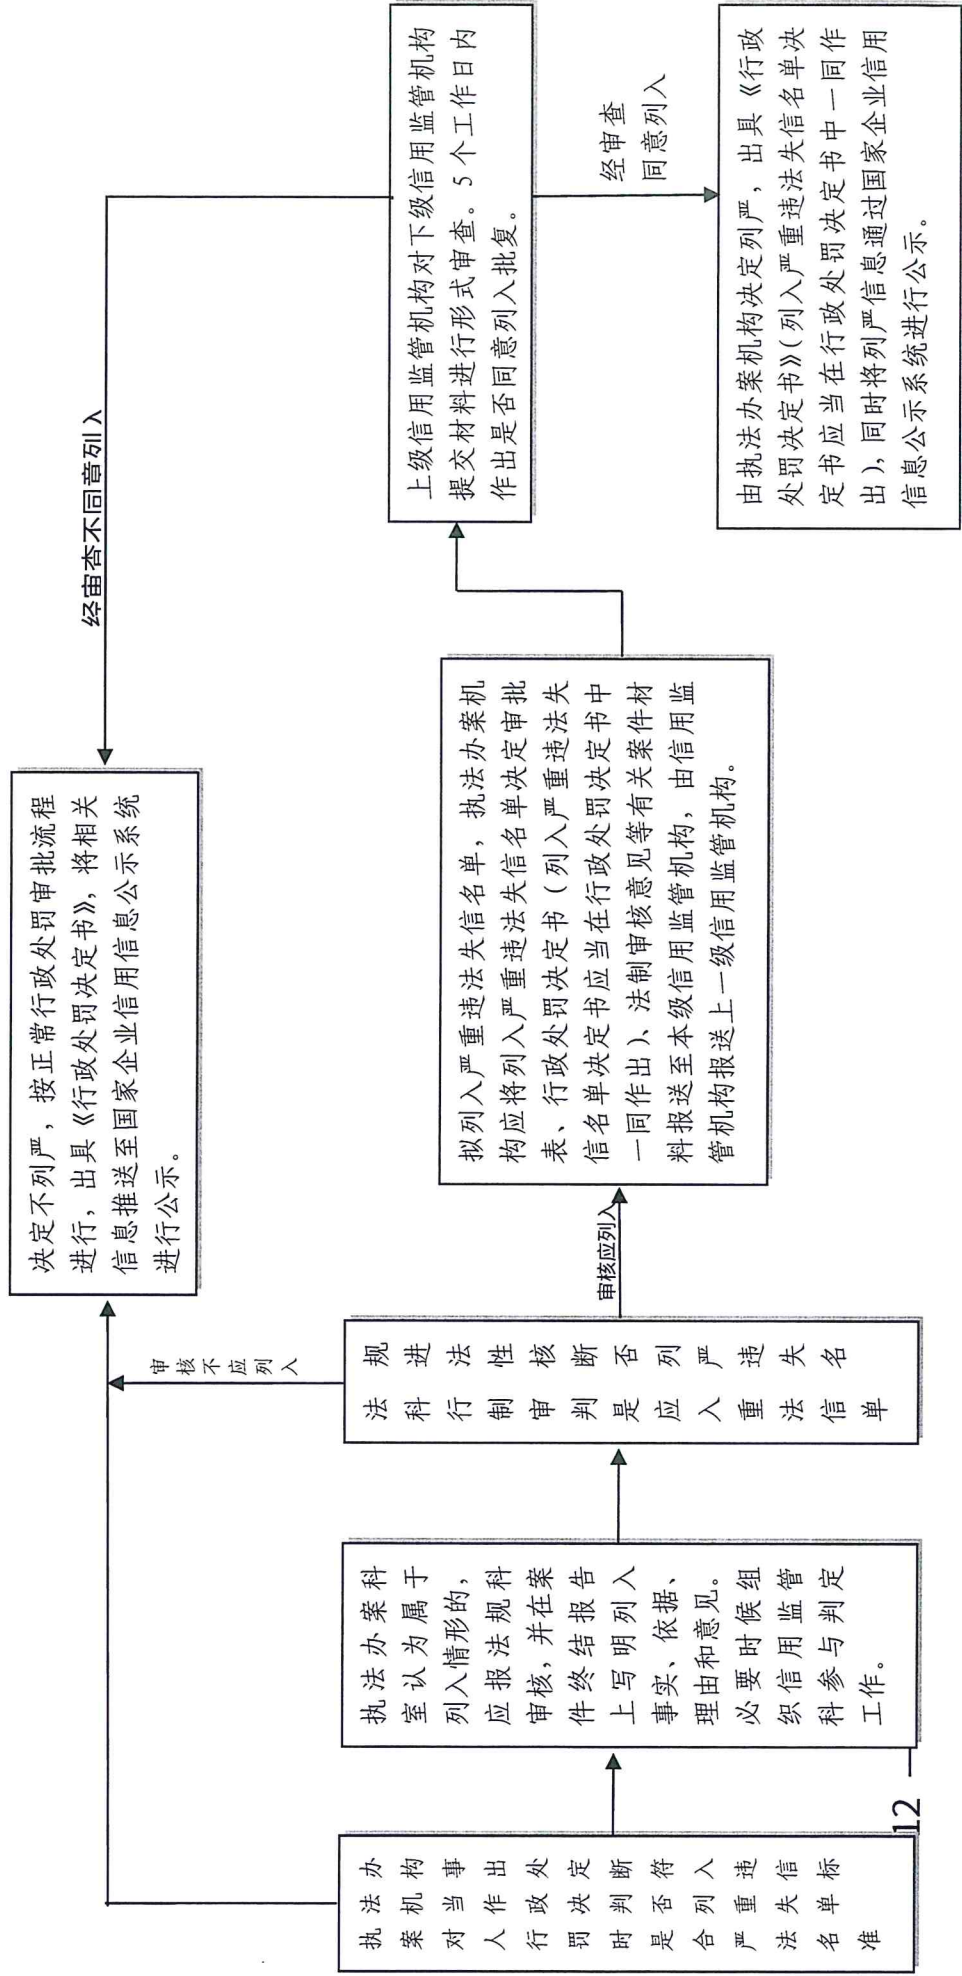 执法办
案机构
对当事
人作出
行政处
罚决定
时判断
是否符
合列入
严重违
法失信
名单标
准
执法办案科
室认为属于
列入情形的，
应报法规科
审核，并在案
件终结报告
上写明列入
事实、依据、
理由和意见。
必要时候组
织信用监管
科参与判定
工作。
法规
科进
行法
制性
审核
判断
是否
应列
入严
重违
法失
信名
单
审核不应列入
审核应列入
决定不列严，按正常行政处罚审批流程
进行，出具《行政处罚决定书》，将相关
信息推送至国家企业信用信息公示系统
进行公示。
拟列入严重违法失信名单，执法办案机
构应将列入严重违法失信名单决定审批
表、行政处罚决定书（列入严重违法失
信名单决定书应当在行政处罚决定书中
一同作出）、法制审核意见等有关案件材
料报送至本级信用监管机构，由信用监
管机构报送上一级信用监管机构。
经审查不同意列入
上级信用监管机构对下级信用监管机构
提交材料进行形式审查。5个工作日内
作出是否同意列入批复。
经审查
同意列入
由执法办案机构决定列严，出具《行政
处罚决定书》（列入严重违法失信名单决
定书应当在行政处罚决定书中一同作
出），同时将列严信息通过国家企业信用
信息公示系统进行公示。
12